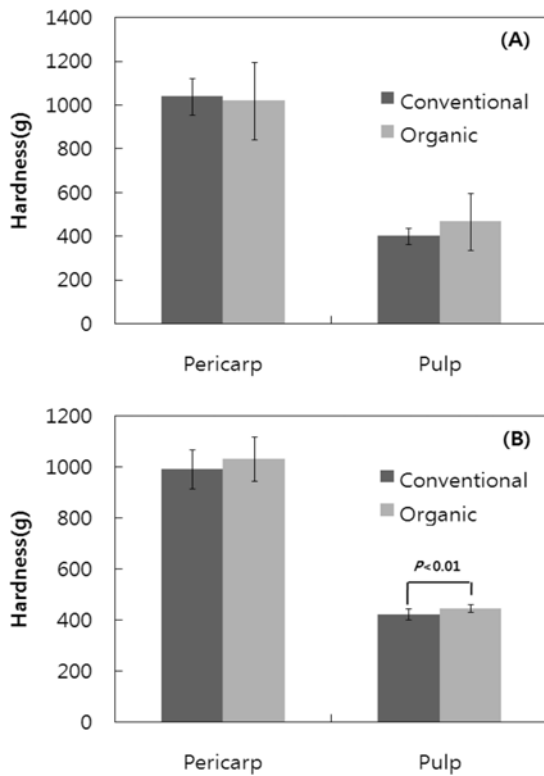 1400
(A)
1200
Conventional
1000
Organic
800
Hardness(g)
600
400
200
0
Pericarp Pulp
1200
(B)
1000
Conventional
Organic
800
Hardness(g)
600
P<0.01
400
200
0
Pericarp Pulp